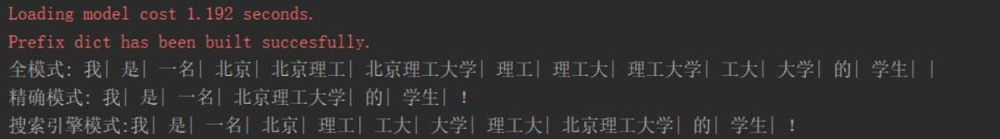 Loading model cost 1.192 seconds.
Prefix dict has been built succesfully.
全模式: 我| 是| 一名| 北京| 北京理工| 北京理工大学| 理工| 理工大| 理工大学| 工大| 大学| 的| 学生| |
精确模式: 我| 是| 一名| 北京理工大学| 的| 学生| !
搜索引擎模式:我| 是| 一名| 北京| 理工| 工大| 大学| 理工大| 北京理工大学| 的| 学生| !